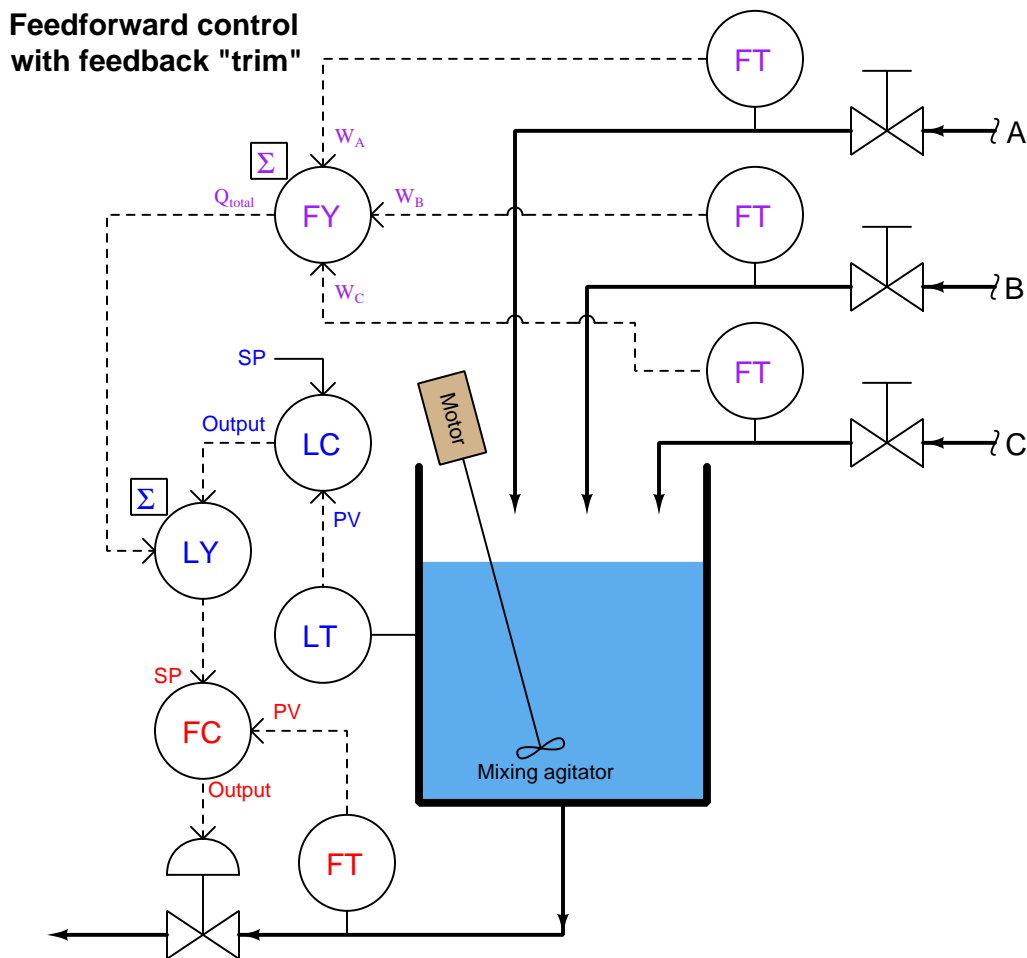 Feedforward control
with feedback "trim"
FT
A
W_A
Σ
Q_total
FY
W_B
FT
B
W_C
FT
SP
Motor
Output
LC
C
Σ
PV
LY
LT
SP
PV
FC
Mixing agitator
Output
FT